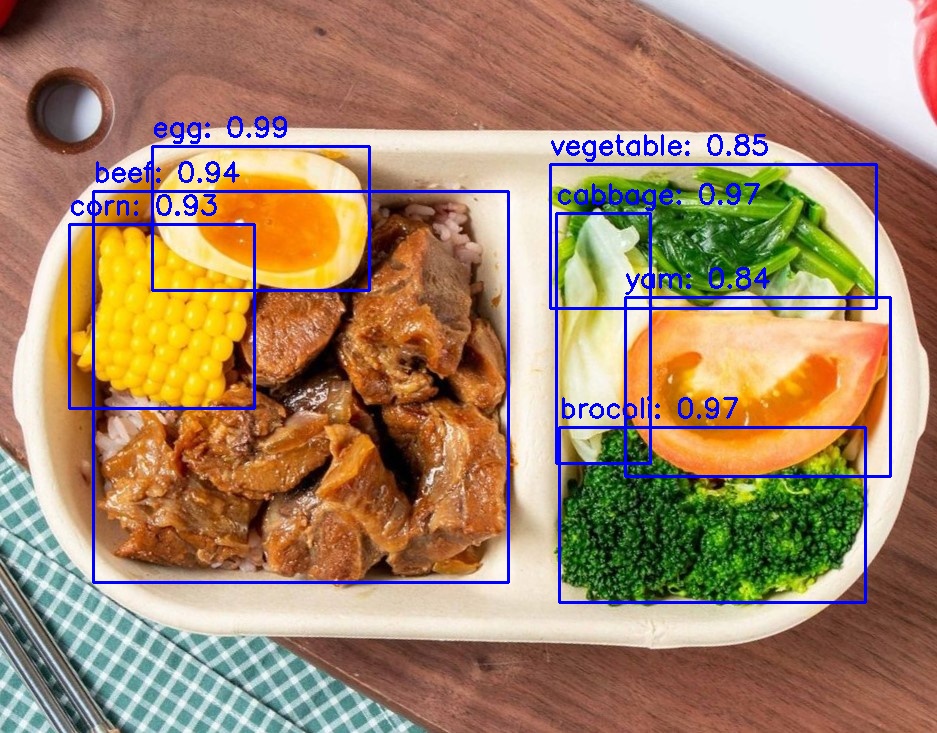 egg: 0.99
beef: 0.94
corn: 0.93
vegetable: 0.85
cabbage: 0.97
yam: 0.84
brocoli: 0.97